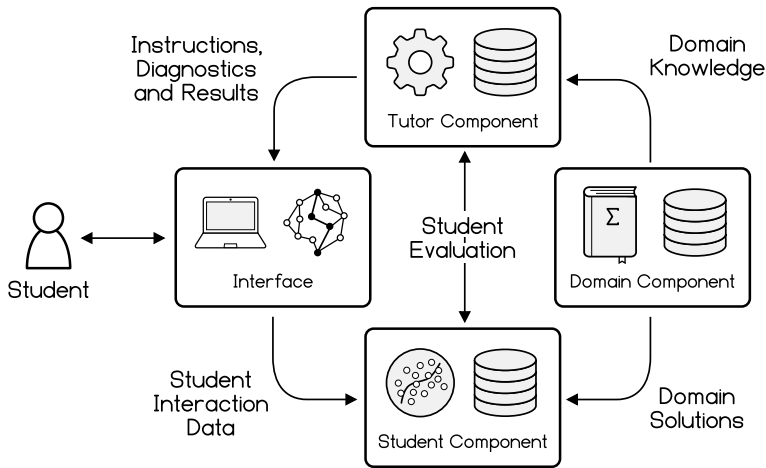 Instructions,
Diagnostics
and Results
Domain
Knowledge
Tutor Component
Student
Evaluation
Σ
Interface
Domain Component
Student
Student
Interaction
Data
Domain
Solutions
Student Component